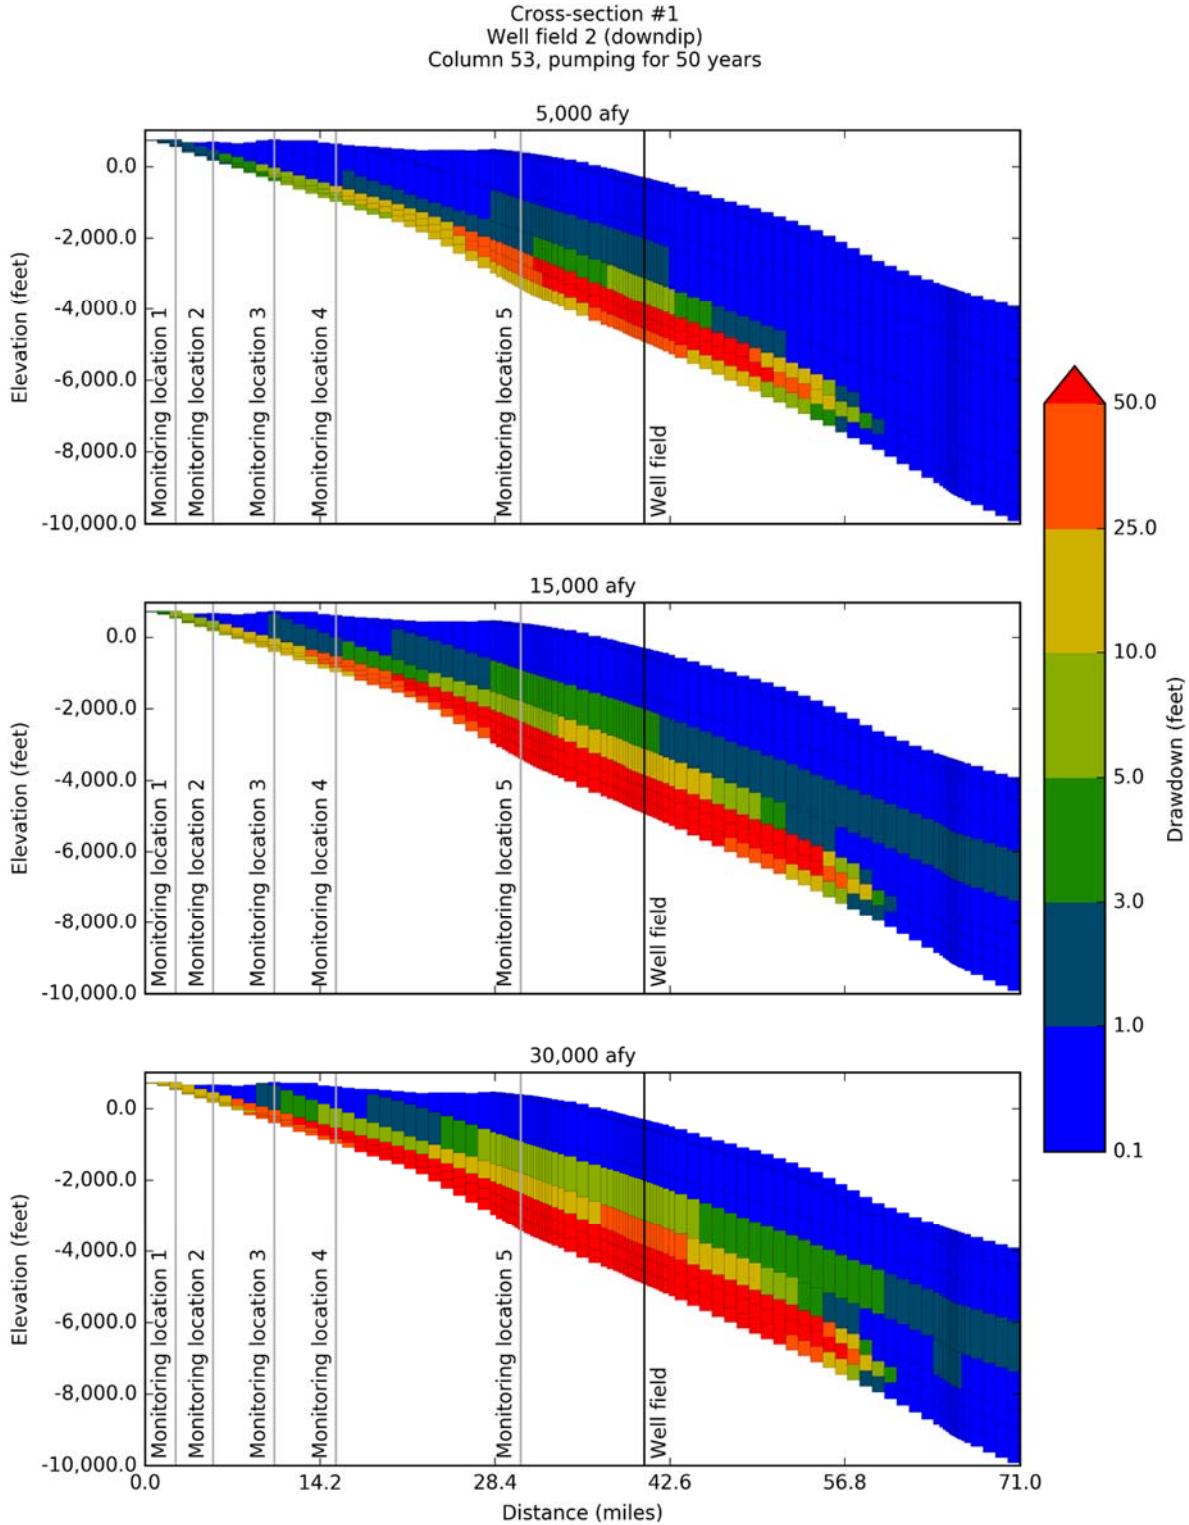 Cross-section #1
Well field 2 (downdip)
Column 53, pumping for 50 years
5,000 afy
0.0
-2,000.0
-4,000.0
-6,000.0
-8,000.0
-10,000.0
Elevation (feet)
Monitoring location 1
Monitoring location 2
Monitoring location 3
Monitoring location 4
Monitoring location 5
Well field
15,000 afy
0.0
-2,000.0
-4,000.0
-6,000.0
-8,000.0
-10,000.0
Elevation (feet)
Monitoring location 1
Monitoring location 2
Monitoring location 3
Monitoring location 4
Monitoring location 5
Well field
30,000 afy
0.0
-2,000.0
-4,000.0
-6,000.0
-8,000.0
-10,000.0
Elevation (feet)
Monitoring location 1
Monitoring location 2
Monitoring location 3
Monitoring location 4
Monitoring location 5
Well field
0.0 14.2 28.4 42.6 56.8 71.0
Distance (miles)
50.0
25.0
10.0
5.0
3.0
1.0
0.1
Drawdown (feet)